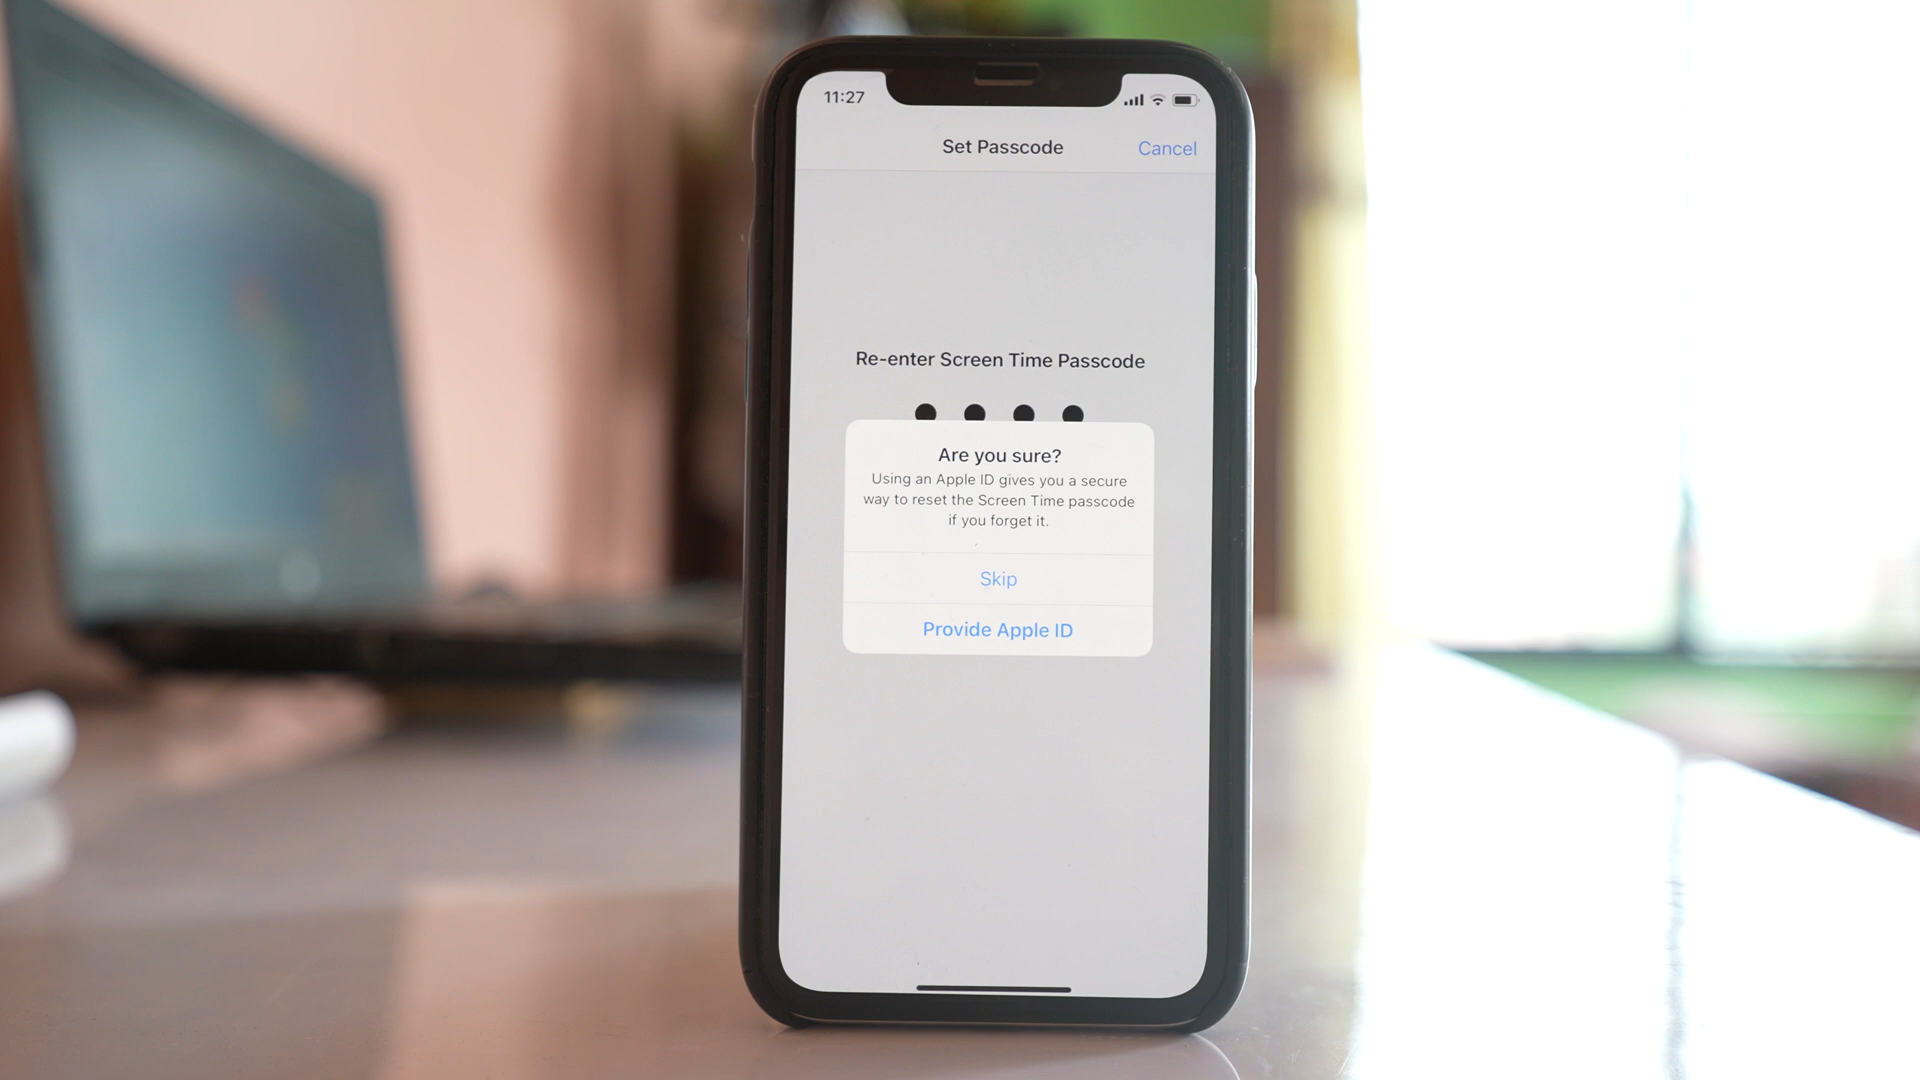 11:27
Set Passcode
Cancel
Re-enter Screen Time Passcode
Are you sure?
Using an Apple ID gives you a secure
way to reset the Screen Time passcode
if you forget it.
Skip
Provide Apple ID